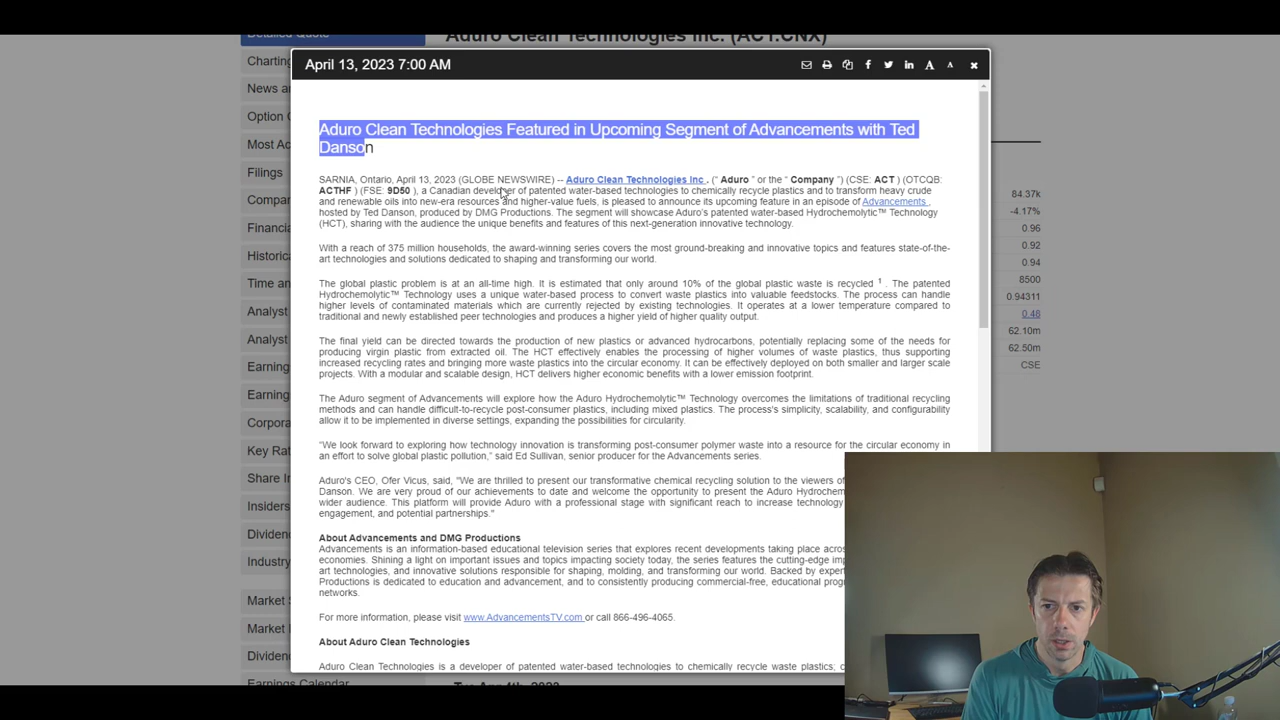 Detailed Quote
Aduro Clean Technologies Inc. (ACT:CNX)
Charting
News an
Option C
Most Ac
Filings
Compar
Financia
Historic
Time an
Analyst
Analyst
Earning
Earning
Corpora
Key Rat
Share In
Insiders
Dividen
Industry
Market S
Market I
Dividen
Earnings Calendar
April 13, 2023 7:00 AM
Aduro Clean Technologies Featured in Upcoming Segment of Advancements with Ted
Danson
SARNIA, Ontario, April 13, 2023 (GLOBE NEWSWIRE) -- Aduro Clean Technologies Inc . (“ Aduro ” or the “ Company ”) (CSE: ACT ) (OTCQB:
ACTHF ) (FSE: 9D50 ), a Canadian developer of patented water-based technologies to chemically recycle plastics and to transform heavy crude
and renewable oils into new-era resources and higher-value fuels, is pleased to announce its upcoming feature in an episode of Advancements ,
hosted by Ted Danson, produced by DMG Productions. The segment will showcase Aduro's patented water-based Hydrochemolytic™ Technology
(HCT), sharing with the audience the unique benefits and features of this next-generation innovative technology.
With a reach of 375 million households, the award-winning series covers the most ground-breaking and innovative topics and features state-of-the-
art technologies and solutions dedicated to shaping and transforming our world.
The global plastic problem is at an all-time high. It is estimated that only around 10% of the global plastic waste is recycled 1 . The patented
Hydrochemolytic™ Technology uses a unique water-based process to convert waste plastics into valuable feedstocks. The process can handle
higher levels of contaminated materials which are currently rejected by existing technologies. It operates at a lower temperature compared to
traditional and newly established peer technologies and produces a higher yield of higher quality output.
The final yield can be directed towards the production of new plastics or advanced hydrocarbons, potentially replacing some of the needs for
producing virgin plastic from extracted oil. The HCT effectively enables the processing of higher volumes of waste plastics, thus supporting
increased recycling rates and bringing more waste plastics into the circular economy. It can be effectively deployed on both smaller and larger scale
projects. With a modular and scalable design, HCT delivers higher economic benefits with a lower emission footprint.
The Aduro segment of Advancements will explore how the Aduro Hydrochemolytic™ Technology overcomes the limitations of traditional recycling
methods and can handle difficult-to-recycle post-consumer plastics, including mixed plastics. The process's simplicity, scalability, and configurability
allow it to be implemented in diverse settings, expanding the possibilities for circularity.
“We look forward to exploring how technology innovation is transforming post-consumer polymer waste into a resource for the circular economy in
an effort to solve global plastic pollution,” said Ed Sullivan, senior producer for the Advancements series.
Aduro's CEO, Ofer Vicus, said, "We are thrilled to present our transformative chemical recycling solution to the viewers of
Danson. We are very proud of our achievements to date and welcome the opportunity to present the Aduro Hydrochem
wider audience. This platform will provide Aduro with a professional stage with significant reach to increase technology
engagement, and potential partnerships."
About Advancements and DMG Productions
Advancements is an information-based educational television series that explores recent developments taking place acros
economies. Shining a light on important issues and topics impacting society today, the series features the cutting-edge imp
art technologies, and innovative solutions responsible for shaping, molding, and transforming our world. Backed by expert
Productions is dedicated to education and advancement, and to consistently producing commercial-free, educational prog
networks.
For more information, please visit www.AdvancementsTV.com or call 866-496-4065.
About Aduro Clean Technologies
Aduro Clean Technologies is a developer of patented water-based technologies to chemically recycle waste plastics; c
84.37k
-4.17%
0.96
0.92
0.94
8500
0.94311
0.48
62.10m
62.50m
CSE
Tue Apr 4th, 2023